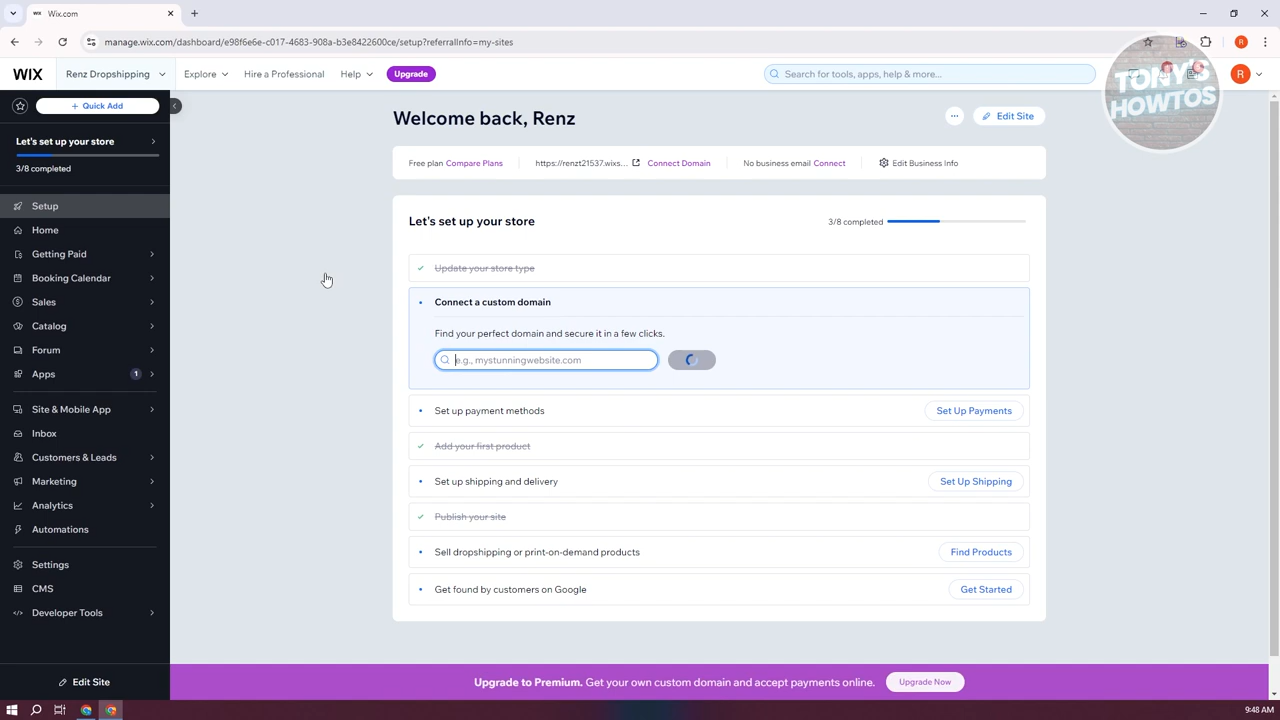 Wix.com
manage.wix.com/dashboard/e98f6e6e-c017-4683-908a-b3e8422600ce/setup?referralInfo=my-sites
R
WIX
Renz Dropshipping
Explore
Hire a Professional
Help
Upgrade
Search for tools, apps, help & more...
R
TONY'S
HOWTOS
+ Quick Add
Let's set up your store
3/8 completed
Setup
Home
Getting Paid
Booking Calendar
Sales
Catalog
Forum
Apps 1
Site & Mobile App
Inbox
Customers & Leads
Marketing
Analytics
Automations
Settings
CMS
Developer Tools
Edit Site
Welcome back, Renz
... Edit Site
Free plan Compare Plans
https://renzt21537.wixs... Connect Domain
No business email Connect
Edit Business Info
Let's set up your store
3/8 completed
Update your store type
Connect a custom domain
Find your perfect domain and secure it in a few clicks.
e.g., mystunningwebsite.com
Set up payment methods Set Up Payments
Add your first product
Set up shipping and delivery Set Up Shipping
Publish your site
Sell dropshipping or print-on-demand products Find Products
Get found by customers on Google Get Started
Upgrade to Premium. Get your own custom domain and accept payments online. Upgrade Now
9:48 AM